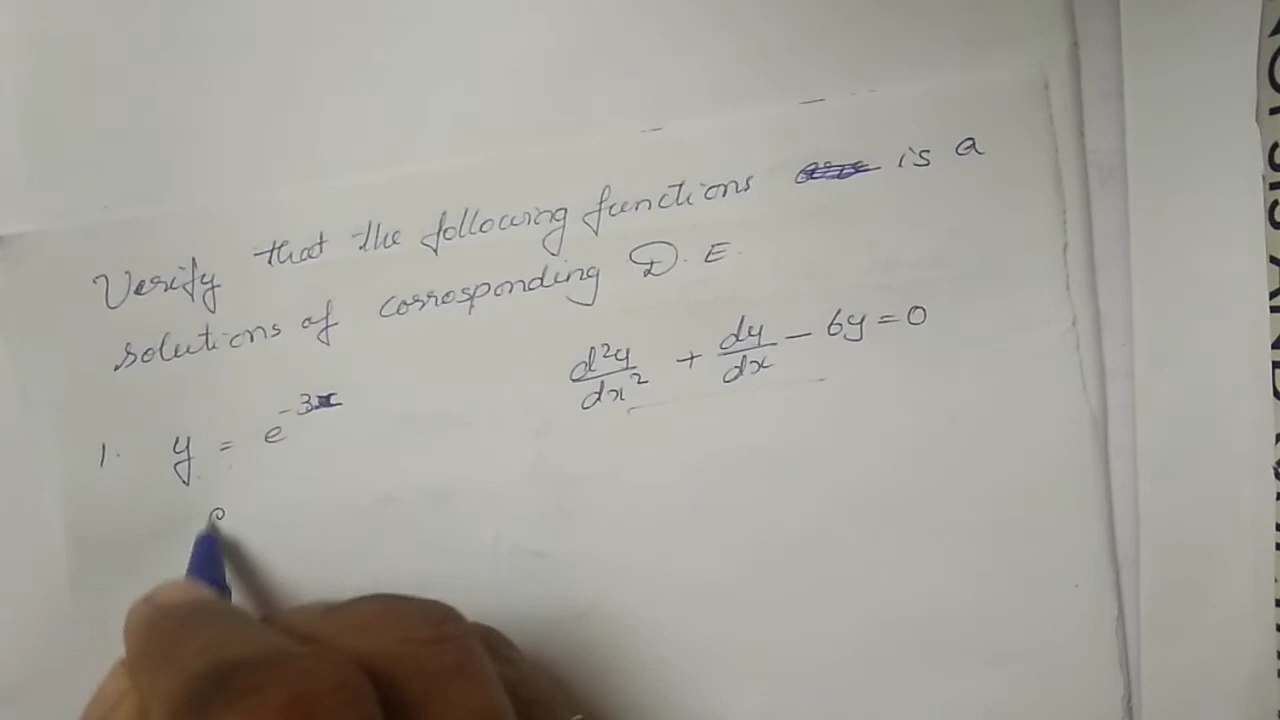 Verify that the following functions is a
solutions of corresponding D.E.
1. y = e^{-3x} d²y/dx² + dy/dx - 6y = 0